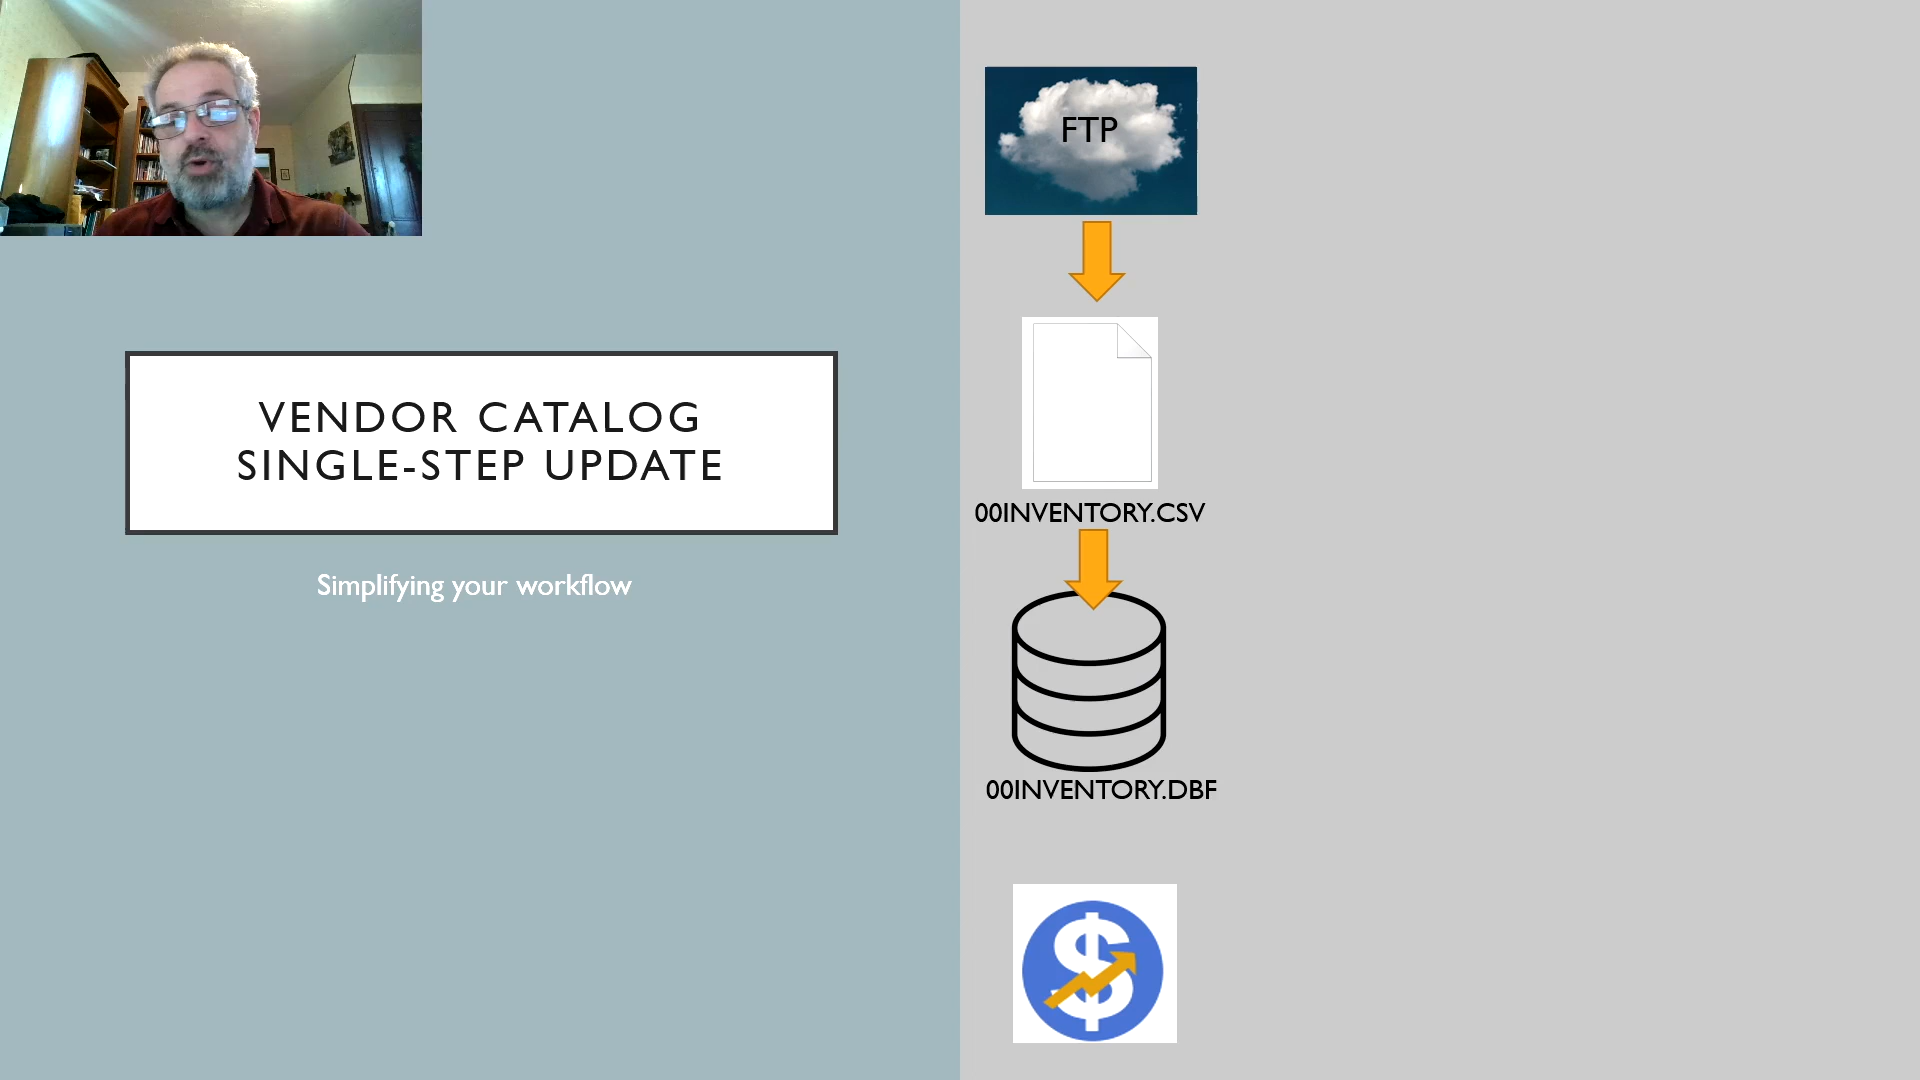 VENDOR CATALOG
SINGLE-STEP UPDATE
Simplifying your workflow
FTP
00INVENTORY.CSV
00INVENTORY.DBF